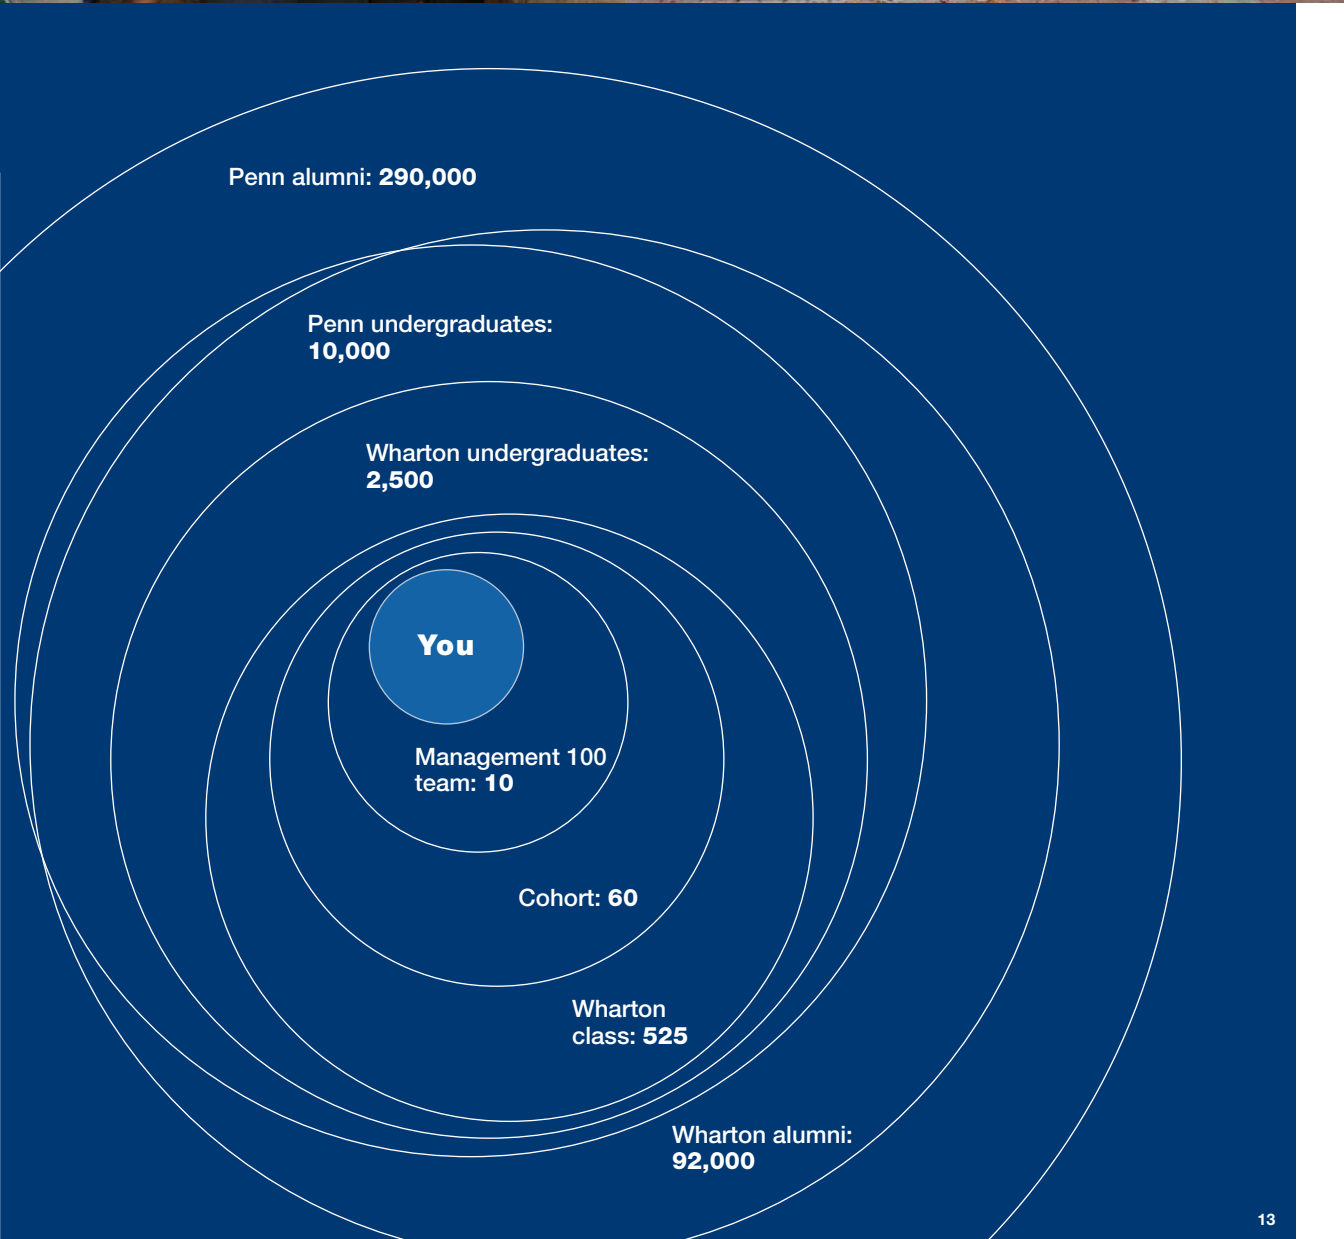 Penn alumni: 290,000
Penn undergraduates:
10,000
Wharton undergraduates:
2,500
You
Management 100
team: 10
Cohort: 60
Wharton
class: 525
Wharton alumni:
92,000
13